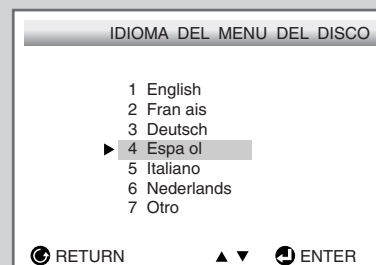 IDIOMA DEL MENU DEL DISCO
1 English
2 Fran ais
3 Deutsch
4 Espa ol
5 Italiano
6 Nederlands
7 Otro
RETURN ▲ ▼ ENTER